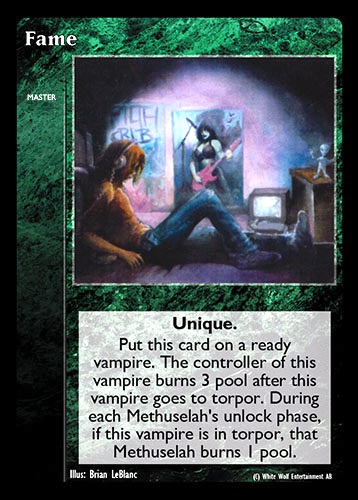 Fame
MASTER
FILTH
CRIB
Unique.
Put this card on a ready
vampire. The controller of this
vampire burns 3 pool after this
vampire goes to torpor. During
each Methuselah's unlock phase,
if this vampire is in torpor, that
Methuselah burns 1 pool.
Illus: Brian LeBlanc
(C) White Wolf Entertainment AB